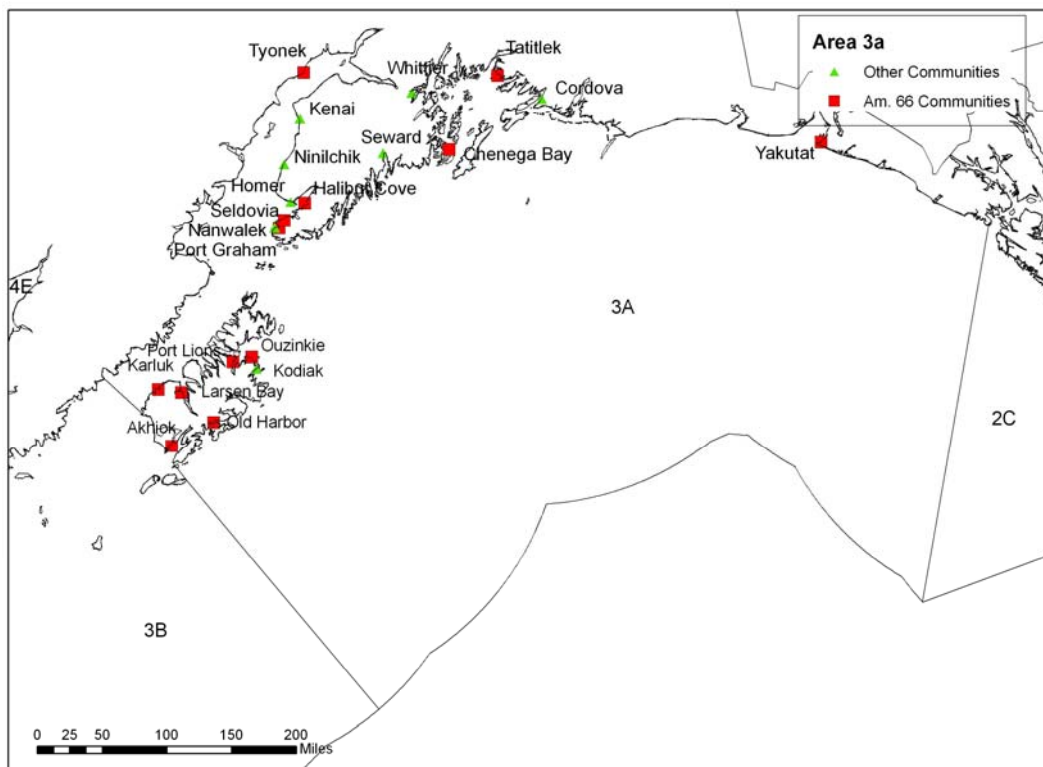 Area 3a
Other Communities
Am. 66 Communities
Tyonek
Tatitlek
Whittier
Cordova
Kenai
Seward
Chenega Bay
Yakutat
Ninilchik
Homer
Halibut Cove
Seldovia
Nanwalek
Port Graham
4E
3A
Port Lions
Ouzinkie
Karluk
Kodiak
Larsen Bay
Akhiok
Old Harbor
2C
3B
0 25 50 100 150 200
Miles